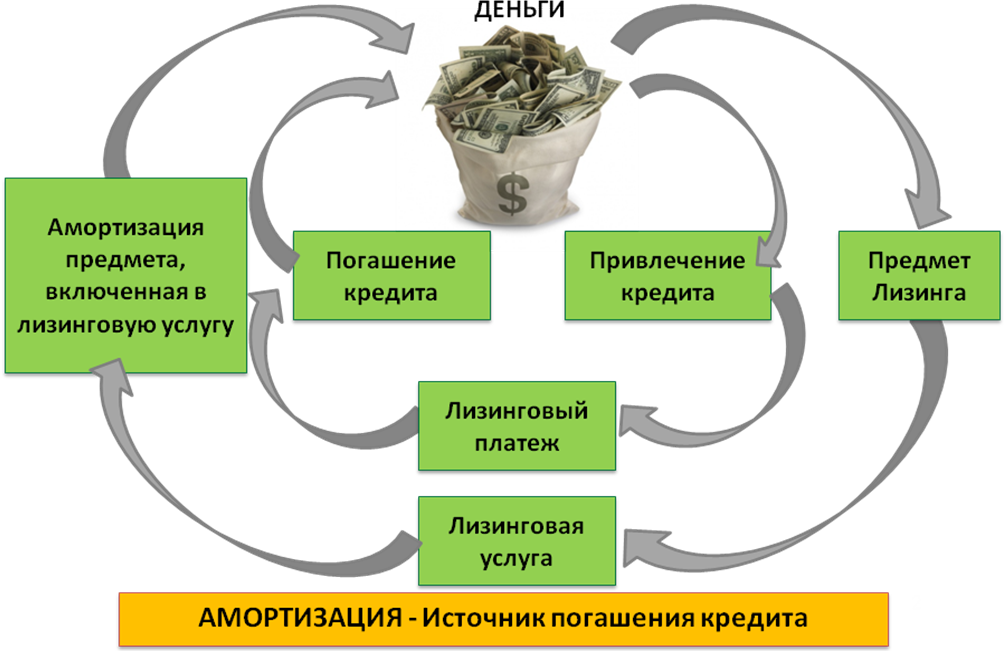 ДЕНЬГИ
$
Амортизация
предмета,
включенная в
лизинговую услугу
Погашение
кредита
Привлечение
кредита
Предмет
Лизинга
Лизинговый
платеж
Лизинговая
услуга
АМОРТИЗАЦИЯ - Источник погашения кредита